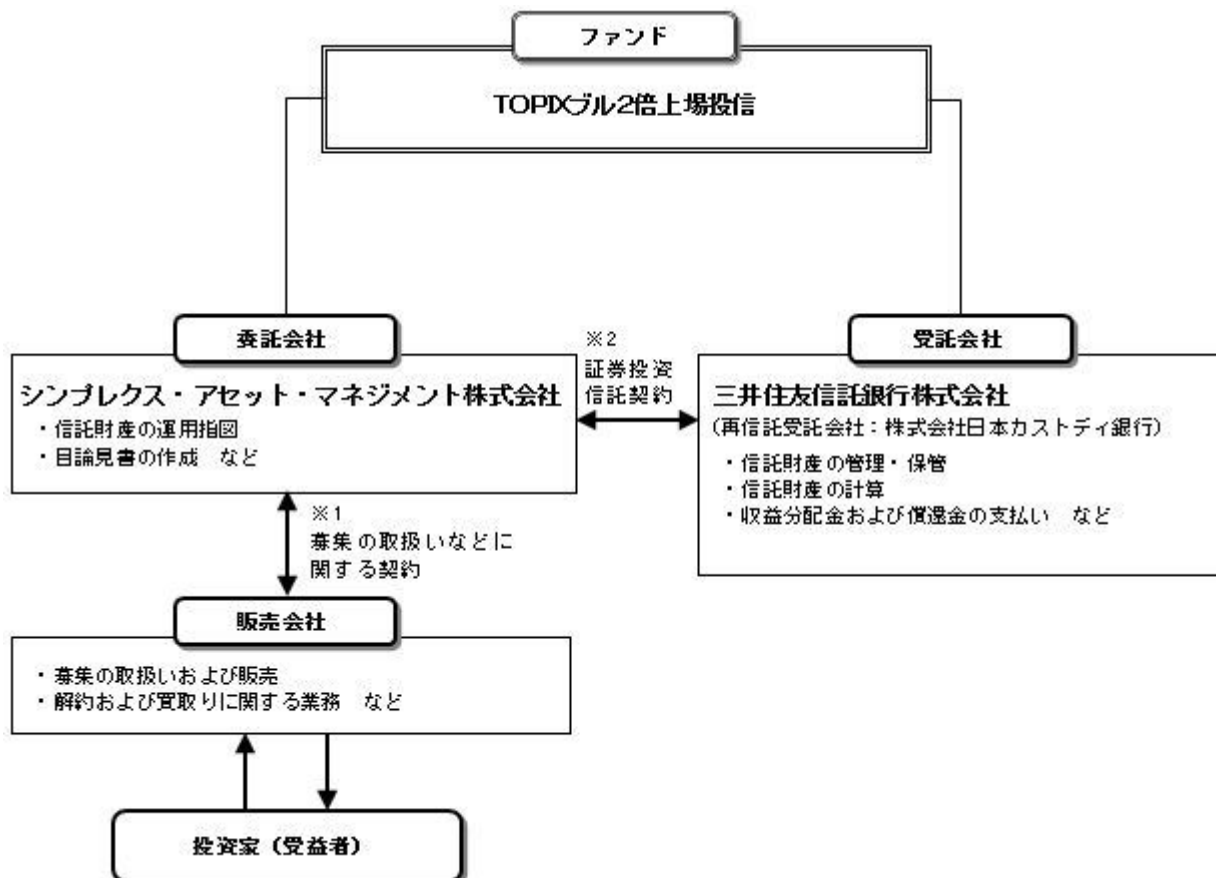 ファンド
TOPIXブル2倍上場投信
委託会社
シンプレクス・アセット・マネジメント株式会社
・信託財産の運用指図
・目論見書の作成　など
※2
証券投資
信託契約
受託会社
三井住友信託銀行株式会社
(再信託受託会社：株式会社日本カストディ銀行)
・信託財産の管理・保管
・信託財産の計算
・収益分配金および償還金の支払い　など
※1
募集の取扱いなどに
関する契約
販売会社
・募集の取扱いおよび販売
・解約および買取りに関する業務　など
投資家（受益者）